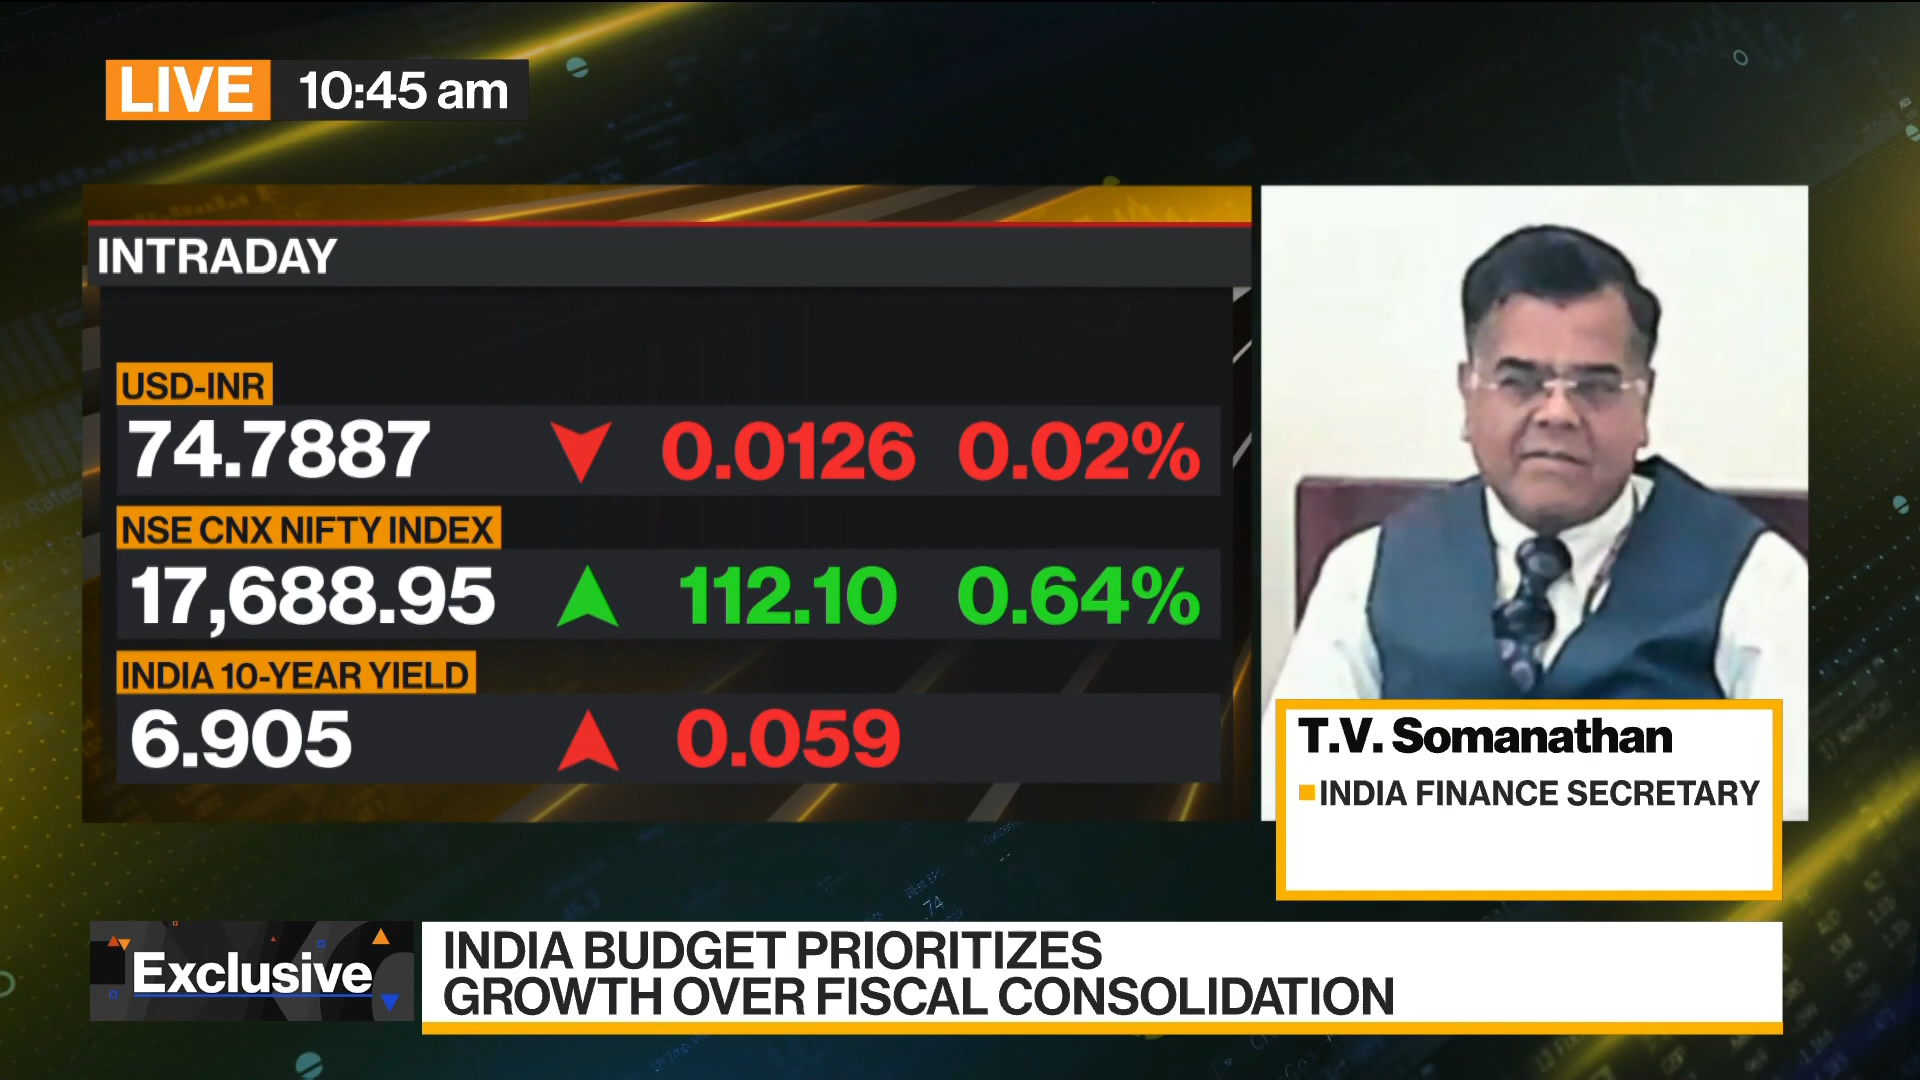 LIVE 10:45 am
INTRADAY
USD-INR
74.7887 0.0126 0.02%
NSE CNX NIFTY INDEX
17,688.95 112.10 0.64%
INDIA 10-YEAR YIELD
6.905 0.059
T.V. Somanathan
INDIA FINANCE SECRETARY
Exclusive
INDIA BUDGET PRIORITIZES
GROWTH OVER FISCAL CONSOLIDATION